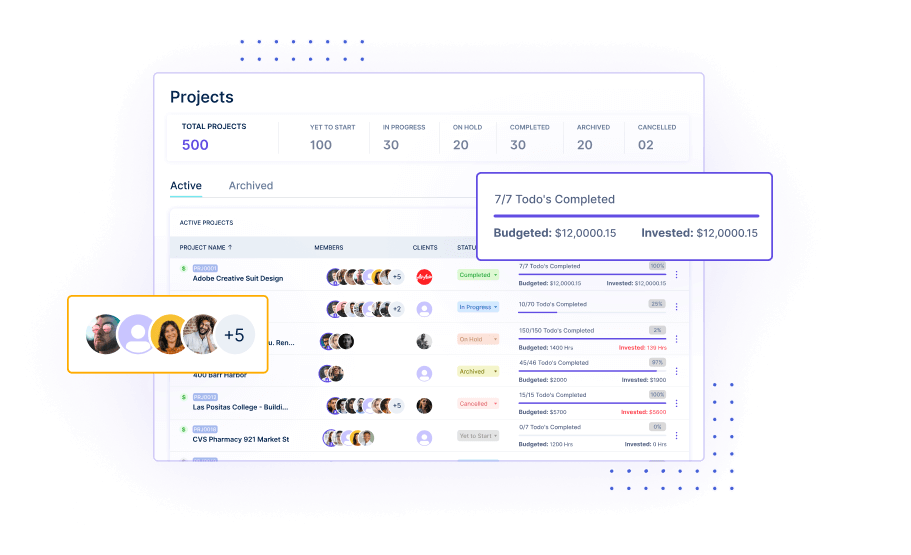 Projects
TOTAL PROJECTS
500
YET TO START
100
IN PROGRESS
30
ON HOLD
20
COMPLETED
30
ARCHIVED
20
CANCELLED
02
Active
Archived
7/7 Todo's Completed
Budgeted: $12,0000.15
Invested: $12,0000.15
ACTIVE PROJECTS
PROJECT NAME ↑
MEMBERS
CLIENTS
Adobe Creative Suit Design
+5
Completed
7/7 Todo's Completed
100%
Budgeted: $12,0000.15
Invested: $12,0000.15
+2
In Progress
10/70 Todo's Completed
25%
+5
u. Ren...
On Hold
150/150 Todo's Completed
2%
Budgeted: 1400 Hrs
Invested: 139 Hrs
400 Barr Harbor
Archived
45/46 Todo's Completed
97%
Budgeted: $2000
Invested: $1900
Las Positas College - Buildi...
+5
Cancelled
15/15 Todo's Completed
100%
Budgeted: $5700
Invested: $5800
CVS Pharmacy 921 Market St
Yet to Start
0/7 Todo's Completed
0%
Budgeted: 1200 Hrs
Invested: 0 Hrs